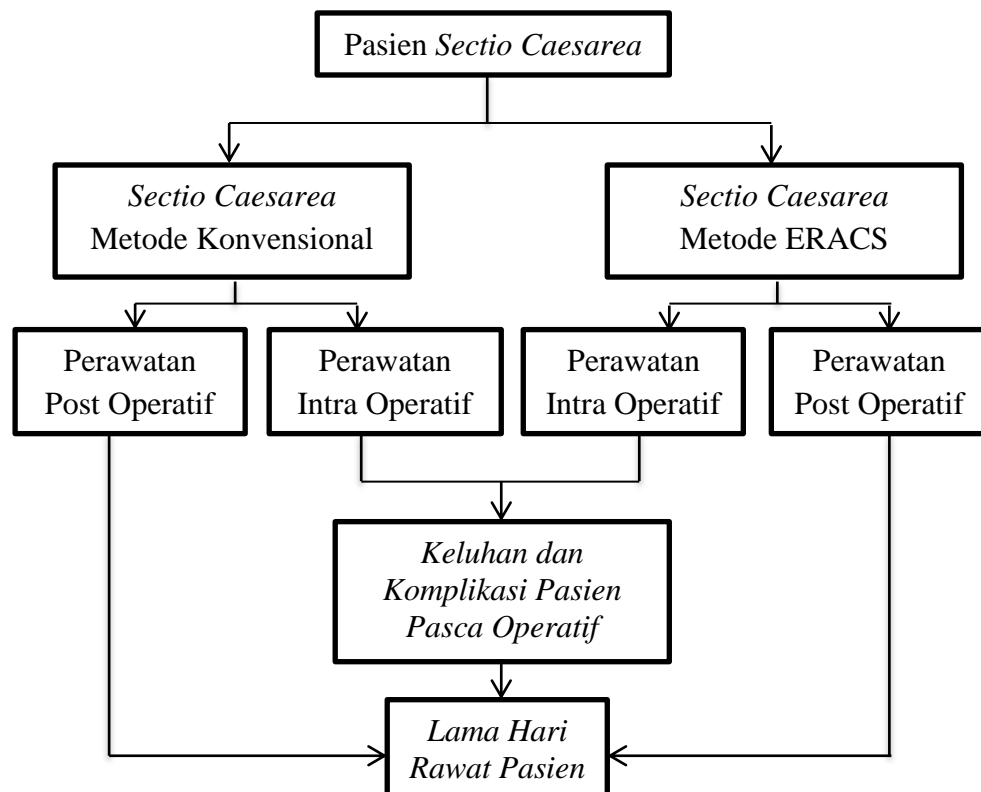 Pasien Sectio Caesarea
Sectio Caesarea
Metode Konvensional
Sectio Caesarea
Metode ERACS
Perawatan
Post Operatif
Perawatan
Intra Operatif
Perawatan
Intra Operatif
Perawatan
Post Operatif
Keluhan dan
Komplikasi Pasien
Pasca Operatif
Lama Hari
Rawat Pasien